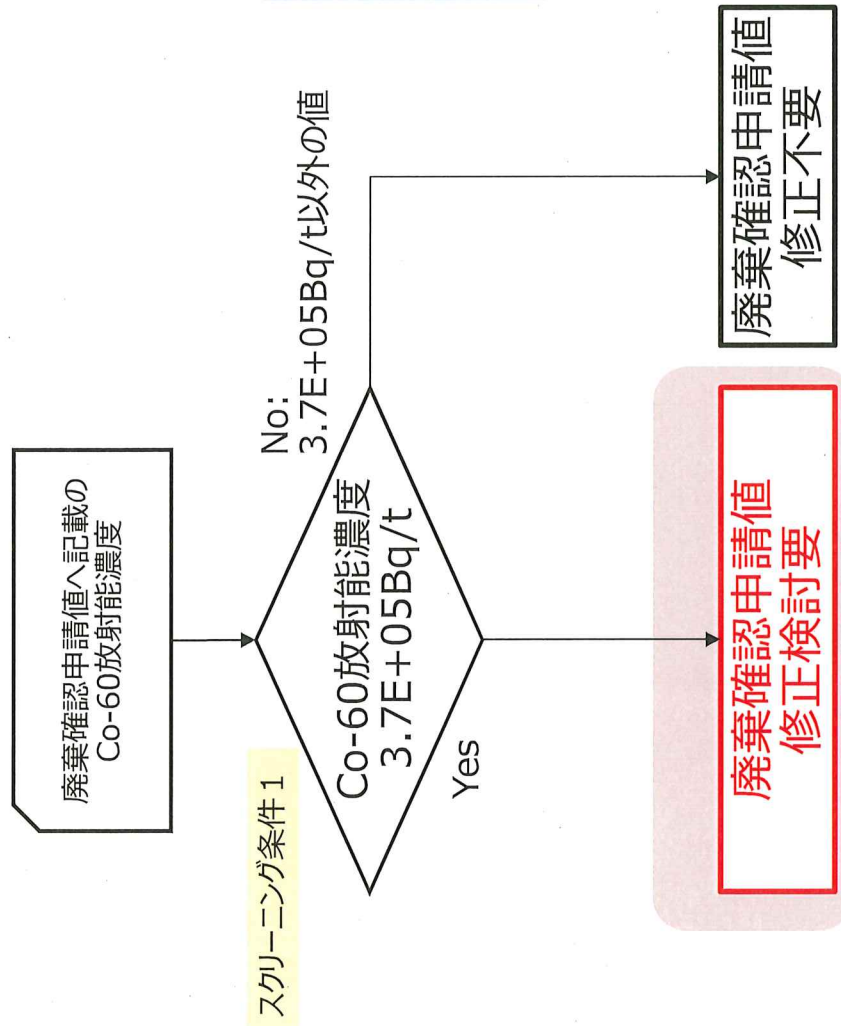 廃棄確認申請値へ記載の
Co-60放射能濃度
スクリーニング条件1
Co-60放射能濃度
3.7E+05Bq/t
No:
3.7E+05Bq/t以外の値
Yes
廃棄確認申請値
修正検討要
廃棄確認申請値
修正不要